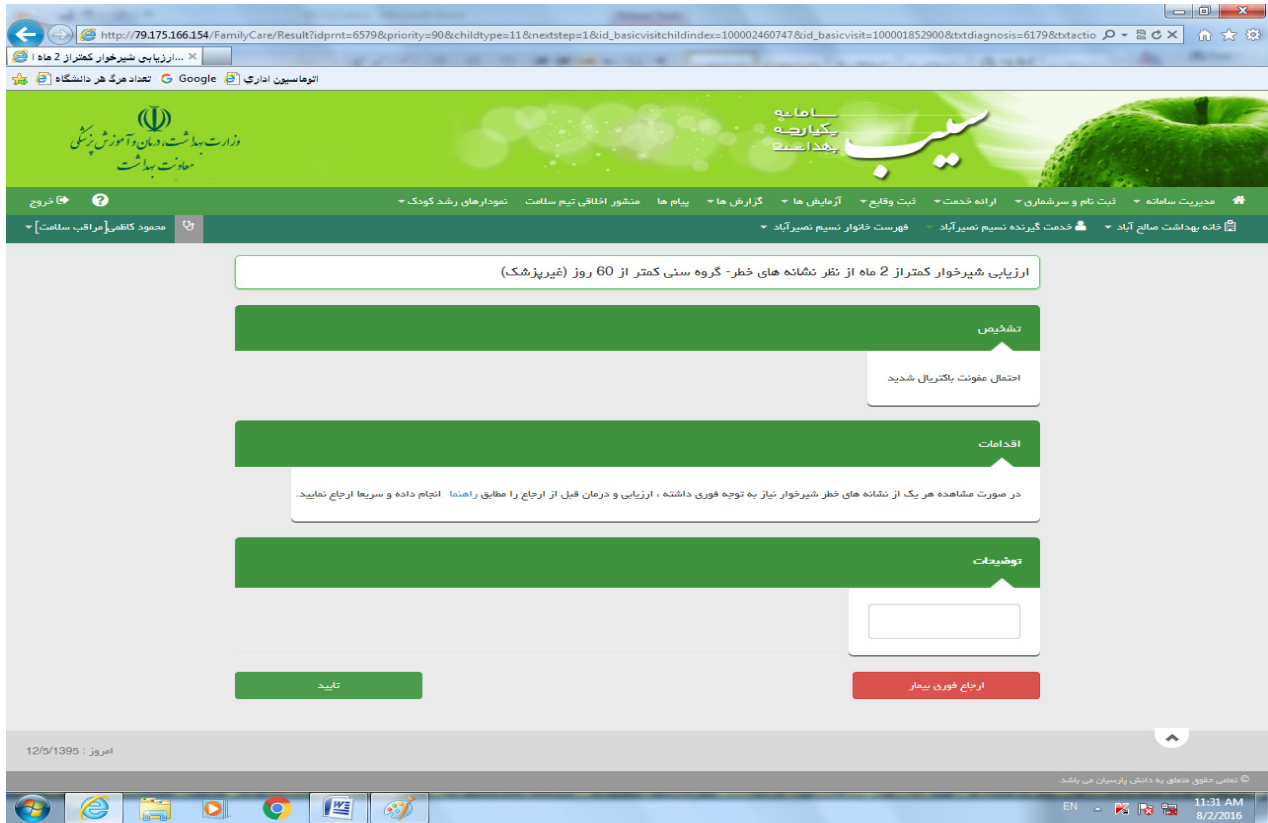 http://79.175.166.154/FamilyCare/Result?idprnt=6579&priority=90&childtype=11&nextstep=1&id_basicvisitchildindex=100002460747&id_basicvisit=100001852900&txtdiagnosis=6179&txtactio
ارزیابی شیرخوار کمتراز 2 ماه ا...
اتوماسیون اداری Google تعداد مرگ هر دانشگاه
سامانه
یکپارچه
بهداشت
سیب
وزارت بهداشت، درمان و آموزش پزشکی
معاونت بهداشت
مدیریت سامانه ثبت نام و سرشماری ارائه خدمت ثبت وقایع آزمایش ها گزارش ها پیام ها منشور اخلاقی تیم سلامت نمودارهای رشد کودک ? خروج
خانه بهداشت صالح آباد خدمت گیرنده نسیم نصیرآباد فهرست خانوار نسیم نصیرآباد محمود کاظمی[مراقب سلامت]
ارزیابی شیرخوار کمتراز 2 ماه از نظر نشانه های خطر- گروه سنی کمتر از 60 روز (غیرپزشک)
تشخیص
احتمال عفونت باکتریال شدید
اقدامات
در صورت مشاهده هر یک از نشانه های خطر شیرخوار نیاز به توجه فوری داشته ، ارزیابی و درمان قبل از ارجاع را مطابق راهنما انجام داده و سریعا ارجاع نمایید.
توضیحات
ارجاع فوری بیمار تایید
امروز : 12/5/1395
© تمامی حقوق متعلق به دانش پارسیان می باشد.
EN 11:31 AM
8/2/2016